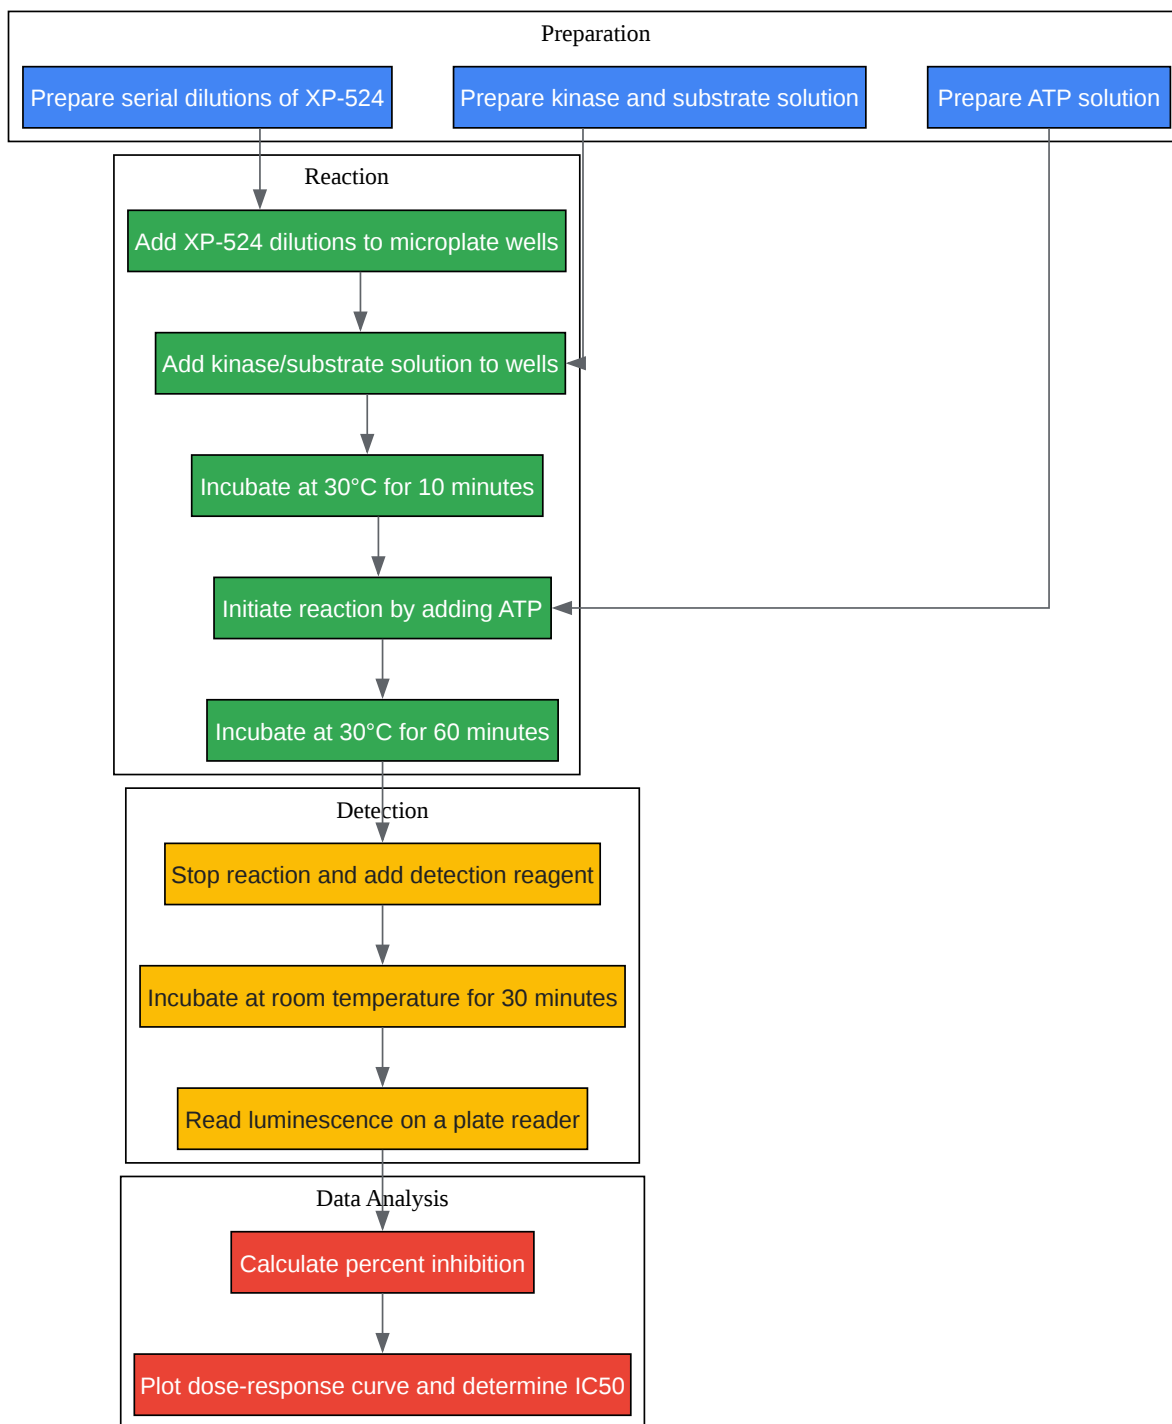 Preparation
Prepare serial dilutions of XP-524
Prepare kinase and substrate solution
Prepare ATP solution
Reaction
Add XP-524 dilutions to microplate wells
Add kinase/substrate solution to wells
Incubate at 30°C for 10 minutes
Initiate reaction by adding ATP
Incubate at 30°C for 60 minutes
Detection
Stop reaction and add detection reagent
Incubate at room temperature for 30 minutes
Read luminescence on a plate reader
Data Analysis
Calculate percent inhibition
Plot dose-response curve and determine IC50